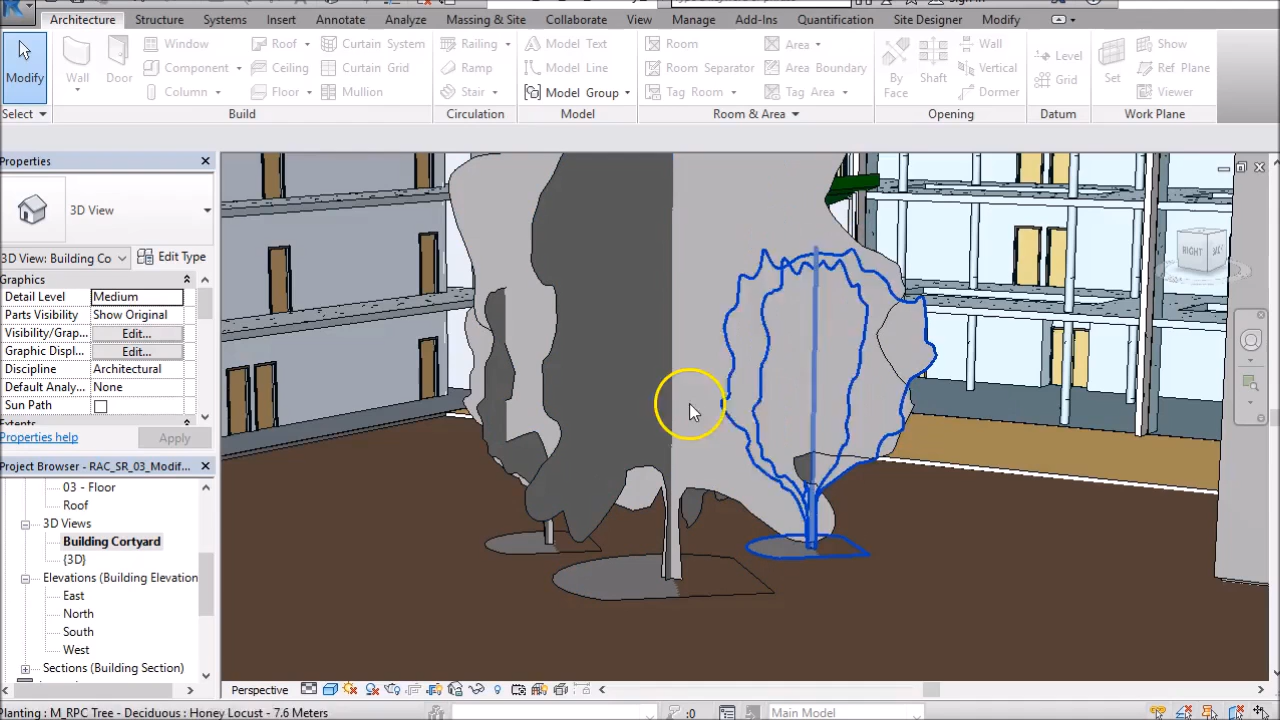 Architecture Structure Systems Insert Annotate Analyze Massing & Site Collaborate View Manage Add-Ins Quantification Site Designer Modify
Modify
Select
Wall
Door
Window
Component
Column
Roof
Ceiling
Floor
Curtain System
Curtain Grid
Mullion
Build
Railing
Ramp
Stair
Circulation
Model Text
Model Line
Model Group
Model
Room
Room Separator
Tag Room
Area
Area Boundary
Tag Area
Room & Area
By Face
Shaft
Wall
Vertical
Dormer
Opening
Level
Grid
Datum
Set
Show
Ref Plane
Viewer
Work Plane
Properties
3D View
3D View: Building Co
Edit Type
Graphics
Detail Level Medium
Parts Visibility Show Original
Visibility/Grap... Edit...
Graphic Displ... Edit...
Discipline Architectural
Default Analy... None
Sun Path
Properties help Apply
Project Browser - RAC_SR_03_Modif...
03 - Floor
Roof
3D Views
Building Cortyard
{3D}
Elevations (Building Elevation
East
North
South
West
Sections (Building Section)
RIGHT
Perspective
Planting : M_RPC Tree - Deciduous : Honey Locust - 7.6 Meters
:0
Main Model